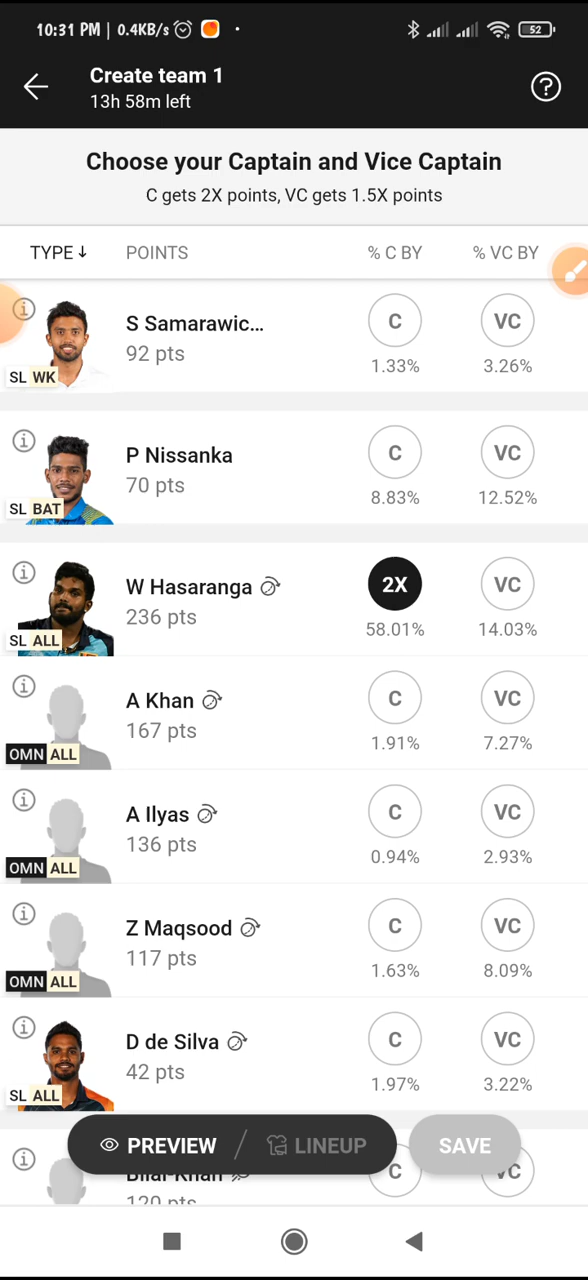 10:31 PM | 0.4KB/s
52
Create team 1
13h 58m left
Choose your Captain and Vice Captain
C gets 2X points, VC gets 1.5X points
TYPE↓ POINTS % C BY % VC BY
S Samarawic...
92 pts
C VC
1.33% 3.26%
SL WK
P Nissanka
70 pts
C VC
8.83% 12.52%
SL BAT
W Hasaranga
236 pts
2X VC
58.01% 14.03%
SL ALL
A Khan
167 pts
C VC
1.91% 7.27%
OMN ALL
A Ilyas
136 pts
C VC
0.94% 2.93%
OMN ALL
Z Maqsood
117 pts
C VC
1.63% 8.09%
OMN ALL
D de Silva
42 pts
C VC
1.97% 3.22%
SL ALL
PREVIEW / LINEUP SAVE
Bilal Khan
120 pts
C VC